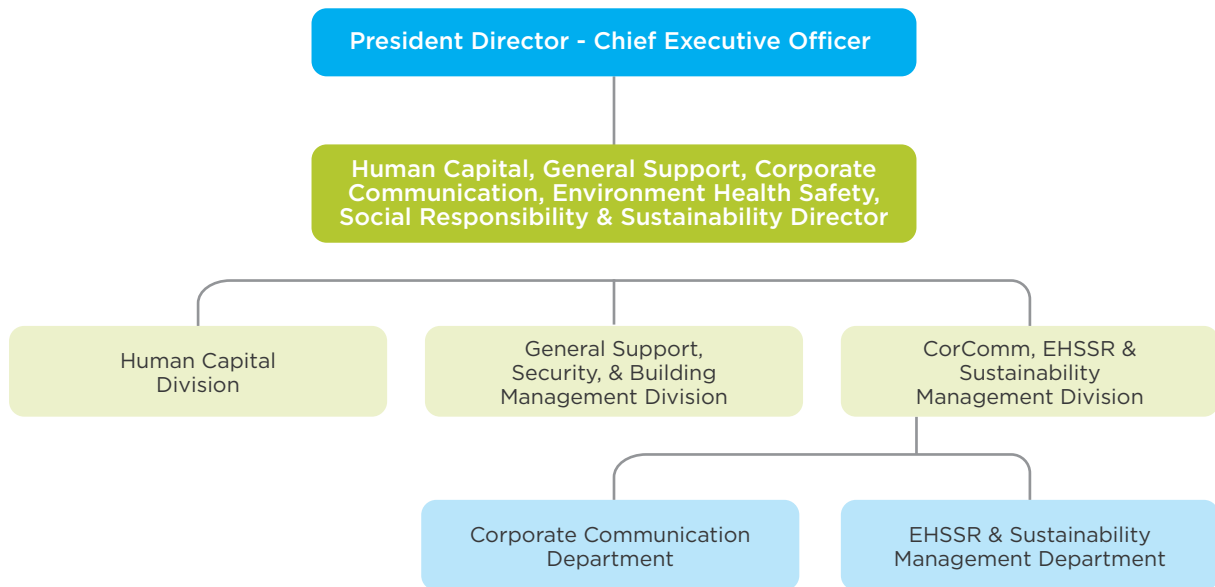 President Director - Chief Executive Officer
Human Capital, General Support, Corporate
Communication, Environment Health Safety,
Social Responsibility & Sustainability Director
Human Capital
Division
General Support,
Security, & Building
Management Division
CorComm, EHSSR &
Sustainability
Management Division
Corporate Communication
Department
EHSSR & Sustainability
Management Department